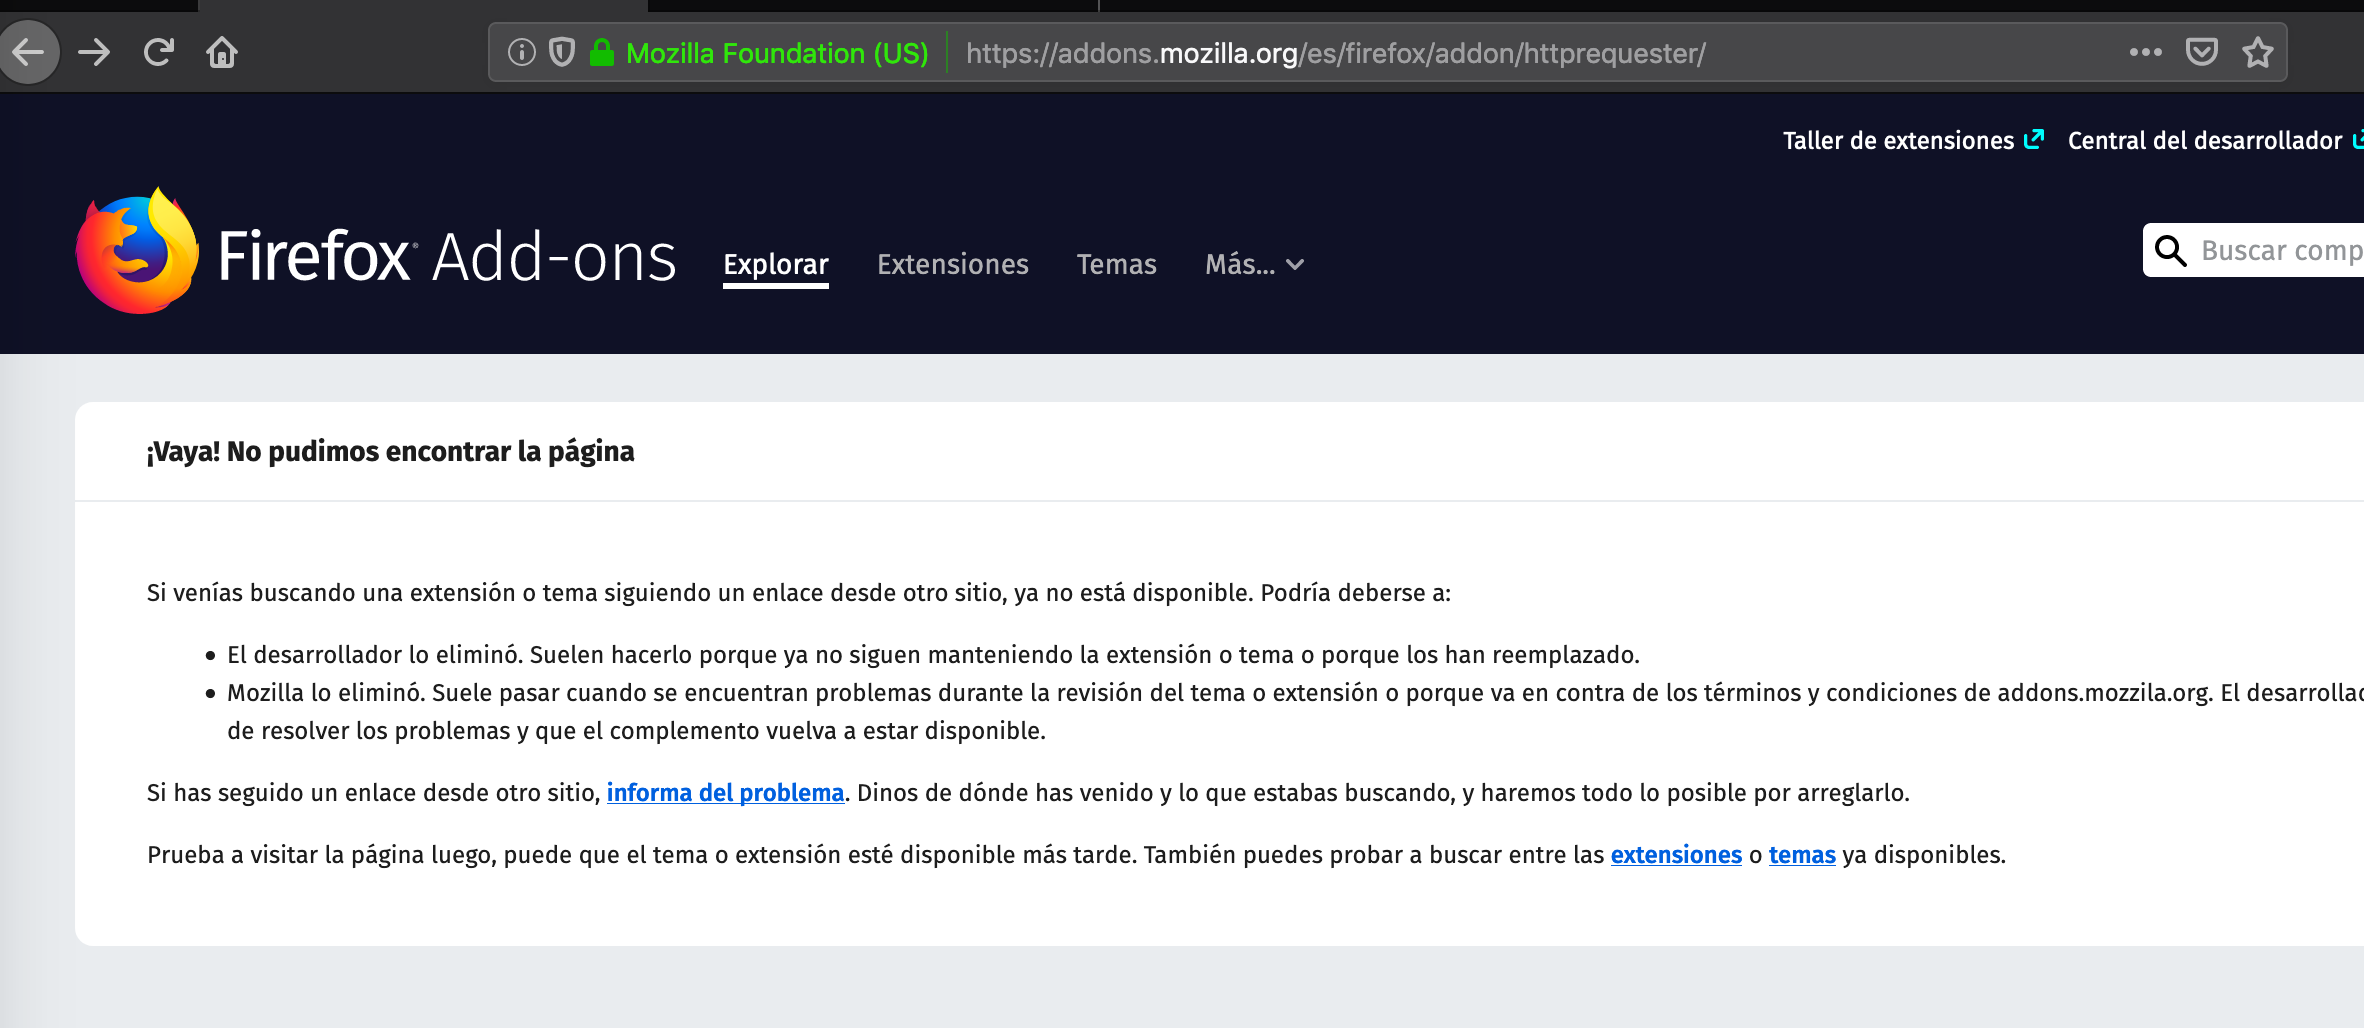 Mozilla Foundation (US) https://addons.mozilla.org/es/firefox/addon/httprequester/
Taller de extensiones Central del desarrollador
Firefox Add-ons Explorar Extensiones Temas Más... Buscar comp
¡Vaya! No pudimos encontrar la página
Si venías buscando una extensión o tema siguiendo un enlace desde otro sitio, ya no está disponible. Podría deberse a:
• El desarrollador lo eliminó. Suelen hacerlo porque ya no siguen manteniendo la extensión o tema o porque los han reemplazado.
• Mozilla lo eliminó. Suele pasar cuando se encuentran problemas durante la revisión del tema o extensión o porque va en contra de los términos y condiciones de addons.mozzila.org. El desarrollad
de resolver los problemas y que el complemento vuelva a estar disponible.
Si has seguido un enlace desde otro sitio, informa del problema. Dinos de dónde has venido y lo que estabas buscando, y haremos todo lo posible por arreglarlo.
Prueba a visitar la página luego, puede que el tema o extensión esté disponible más tarde. También puedes probar a buscar entre las extensiones o temas ya disponibles.